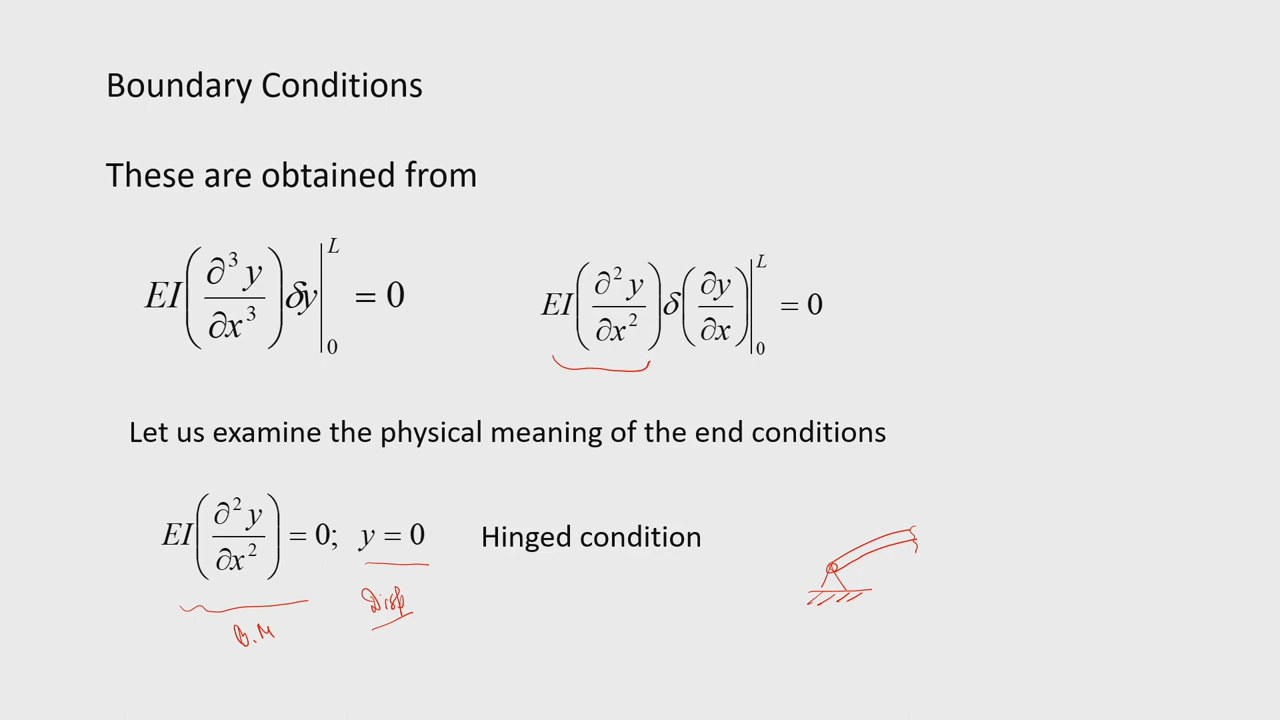 Boundary Conditions
These are obtained from
EI(∂³y/∂x³)δy|₀ᴸ = 0 EI(∂²y/∂x²)δ(∂y/∂x)|₀ᴸ = 0
Let us examine the physical meaning of the end conditions
EI(∂²y/∂x²) = 0; y = 0 Hinged condition
B.M Disp